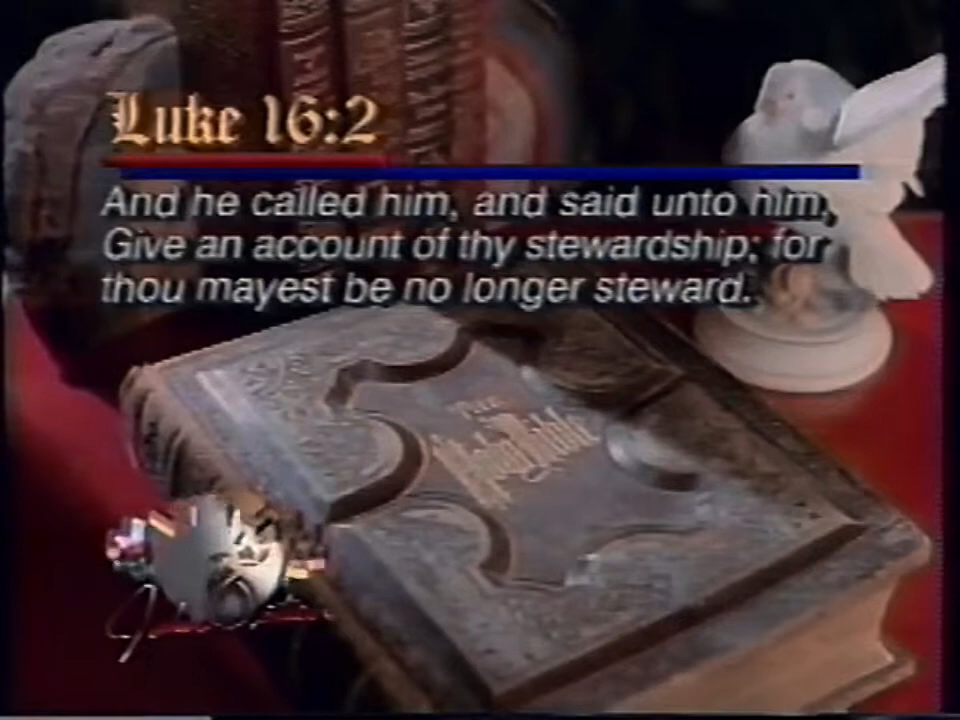 Luke 16:2
And he called him, and said unto him,
Give an account of thy stewardship; for
thou mayest be no longer steward.
THE
Holy Bible